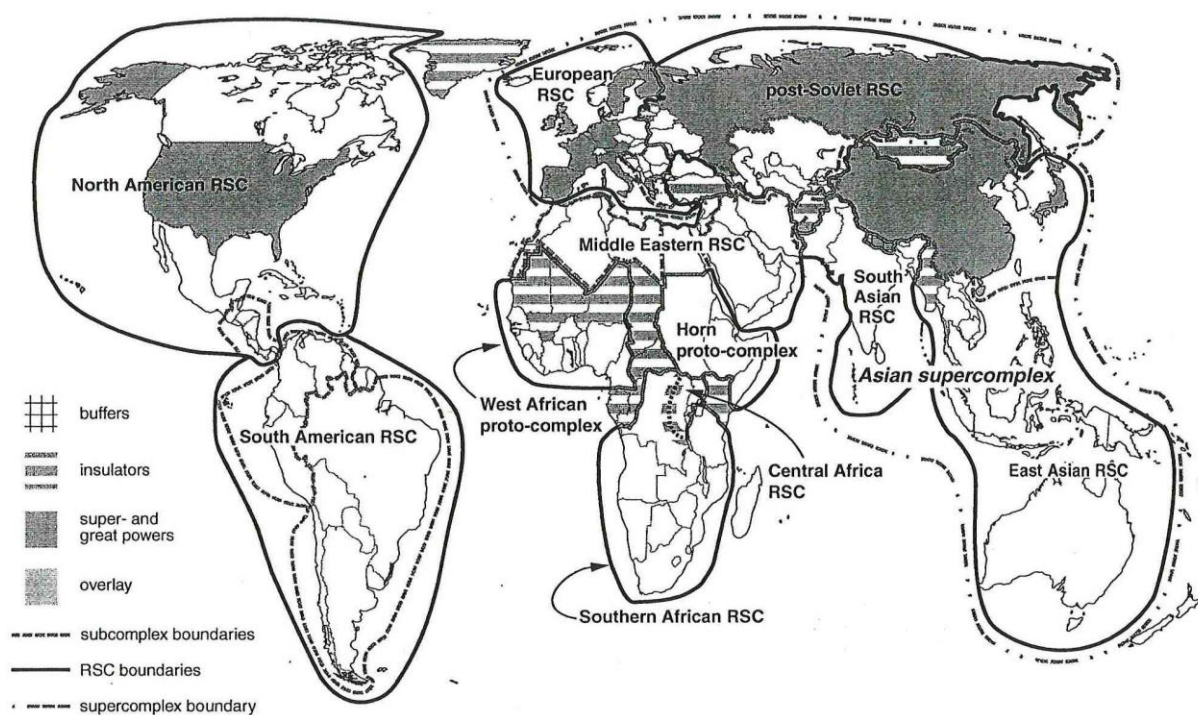 European
RSC
post-Soviet RSC
North American RSC
Middle Eastern RSC
South
Asian
RSC
Horn
proto-complex
Asian supercomplex
West African
proto-complex
buffers
South American RSC
Central Africa
RSC
East Asian RSC
insulators
super- and
great powers
overlay
Southern African RSC
subcomplex boundaries
RSC boundaries
supercomplex boundary